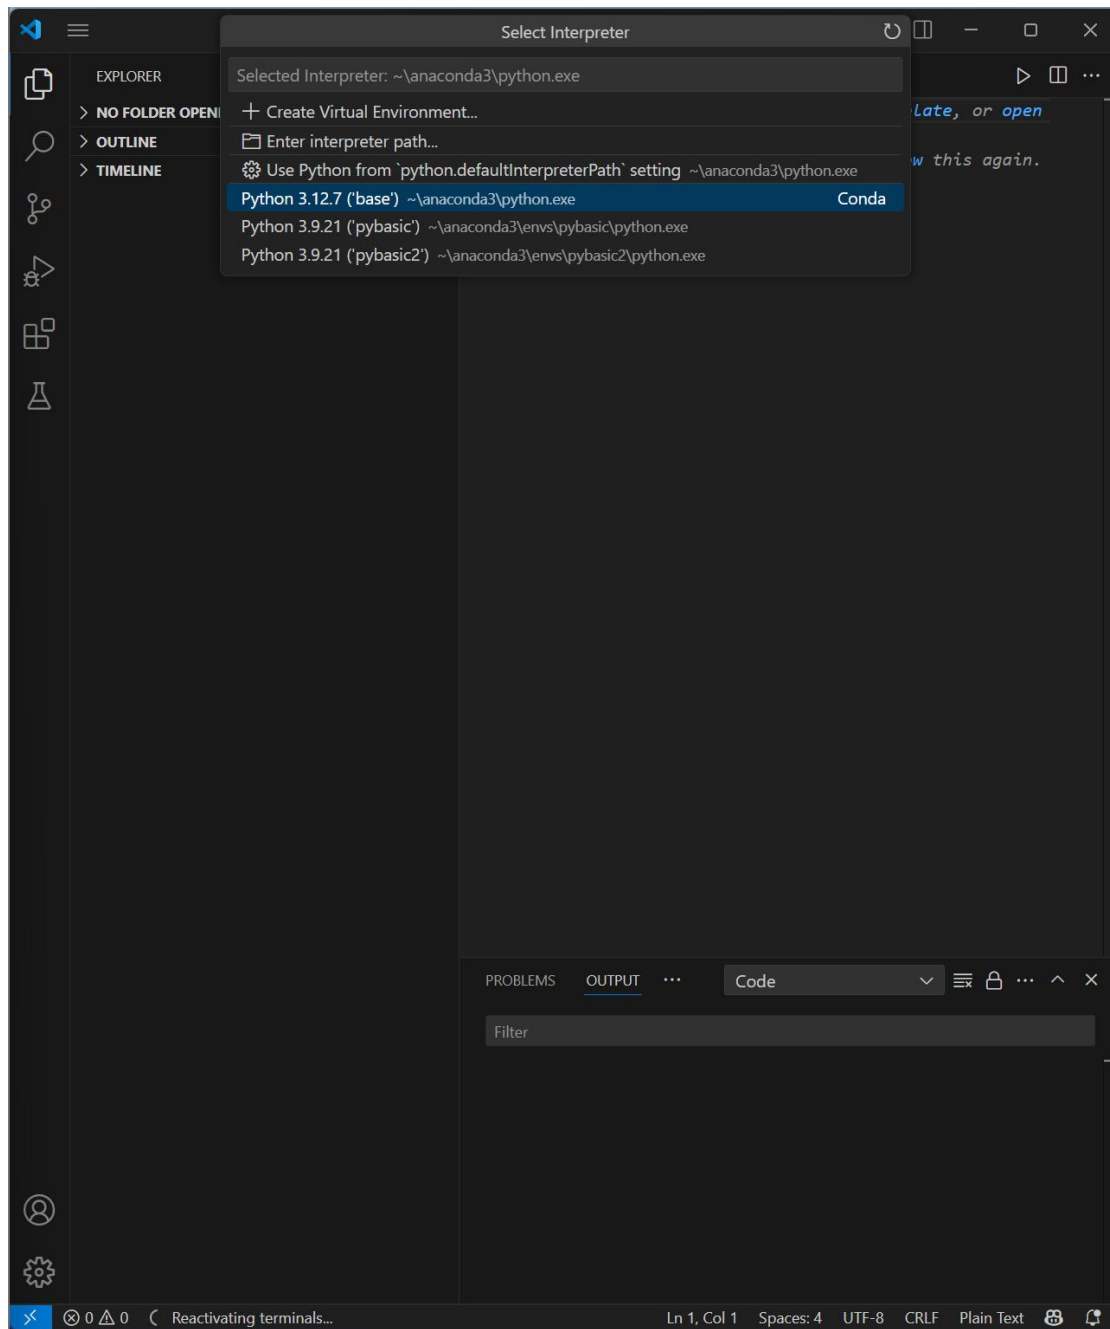 Select Interpreter
EXPLORER
Selected Interpreter: ~\anaconda3\python.exe
NO FOLDER OPEN
Create Virtual Environment...
late, or open
OUTLINE
Enter interpreter path...
w this again.
TIMELINE
Use Python from `python.defaultInterpreterPath` setting ~\anaconda3\python.exe
Python 3.12.7 ('base') ~\anaconda3\python.exe Conda
Python 3.9.21 ('pybasic') ~\anaconda3\envs\pybasic\python.exe
Python 3.9.21 ('pybasic2') ~\anaconda3\envs\pybasic2\python.exe
PROBLEMS OUTPUT ··· Code
Filter
0 0 Reactivating terminals... Ln 1, Col 1 Spaces: 4 UTF-8 CRLF Plain Text